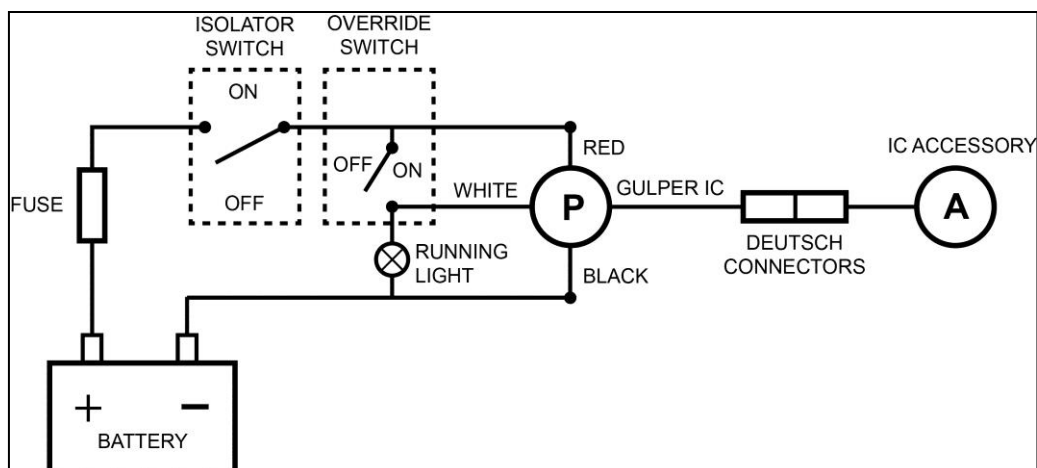 ISOLATOR
SWITCH
OVERRIDE
SWITCH
ON
OFF
OFF
ON
FUSE
WHITE
RED
P
GULPER IC
BLACK
RUNNING
LIGHT
DEUTSCH
CONNECTORS
IC ACCESSORY
A
+ −
BATTERY